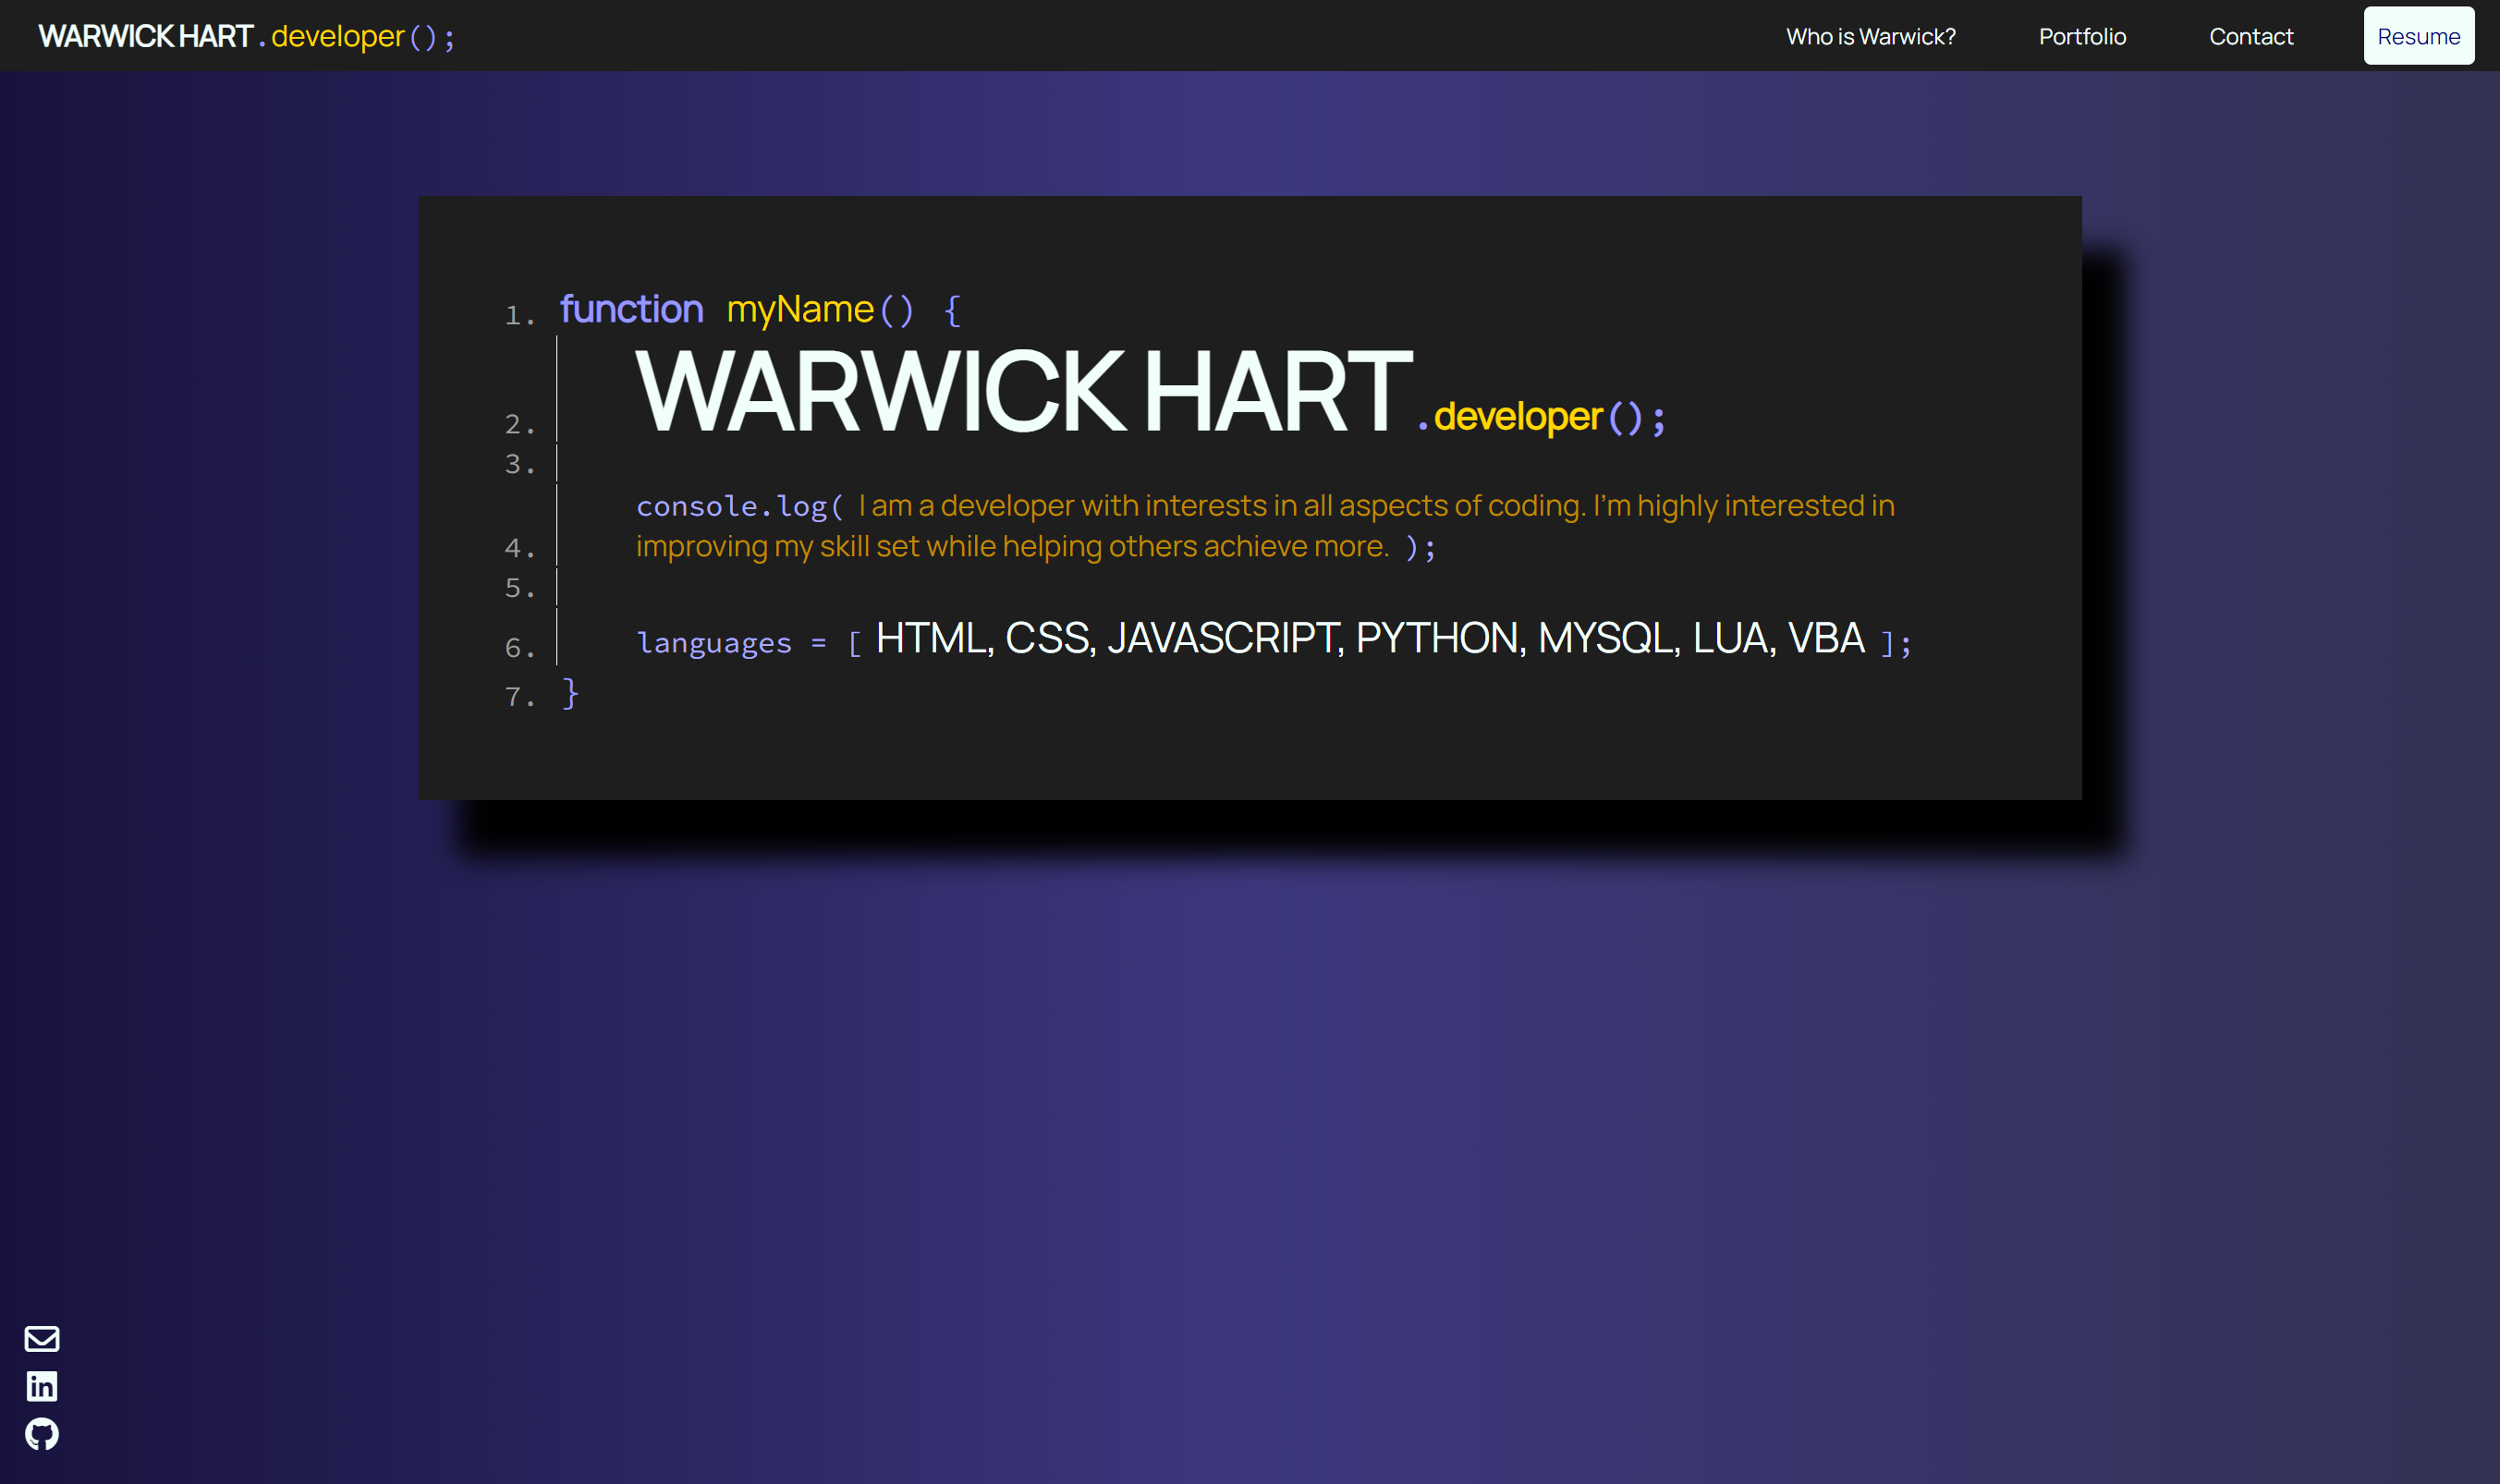 WARWICK HART.developer();
Who is Warwick?
Portfolio
Contact
Resume
1. function myName() {
2. WARWICK HART.developer();
3.
console.log( I am a developer with interests in all aspects of coding. I'm highly interested in
4. improving my skill set while helping others achieve more. );
5.
6. languages = [ HTML, CSS, JAVASCRIPT, PYTHON, MYSQL, LUA, VBA ];
7. }
in